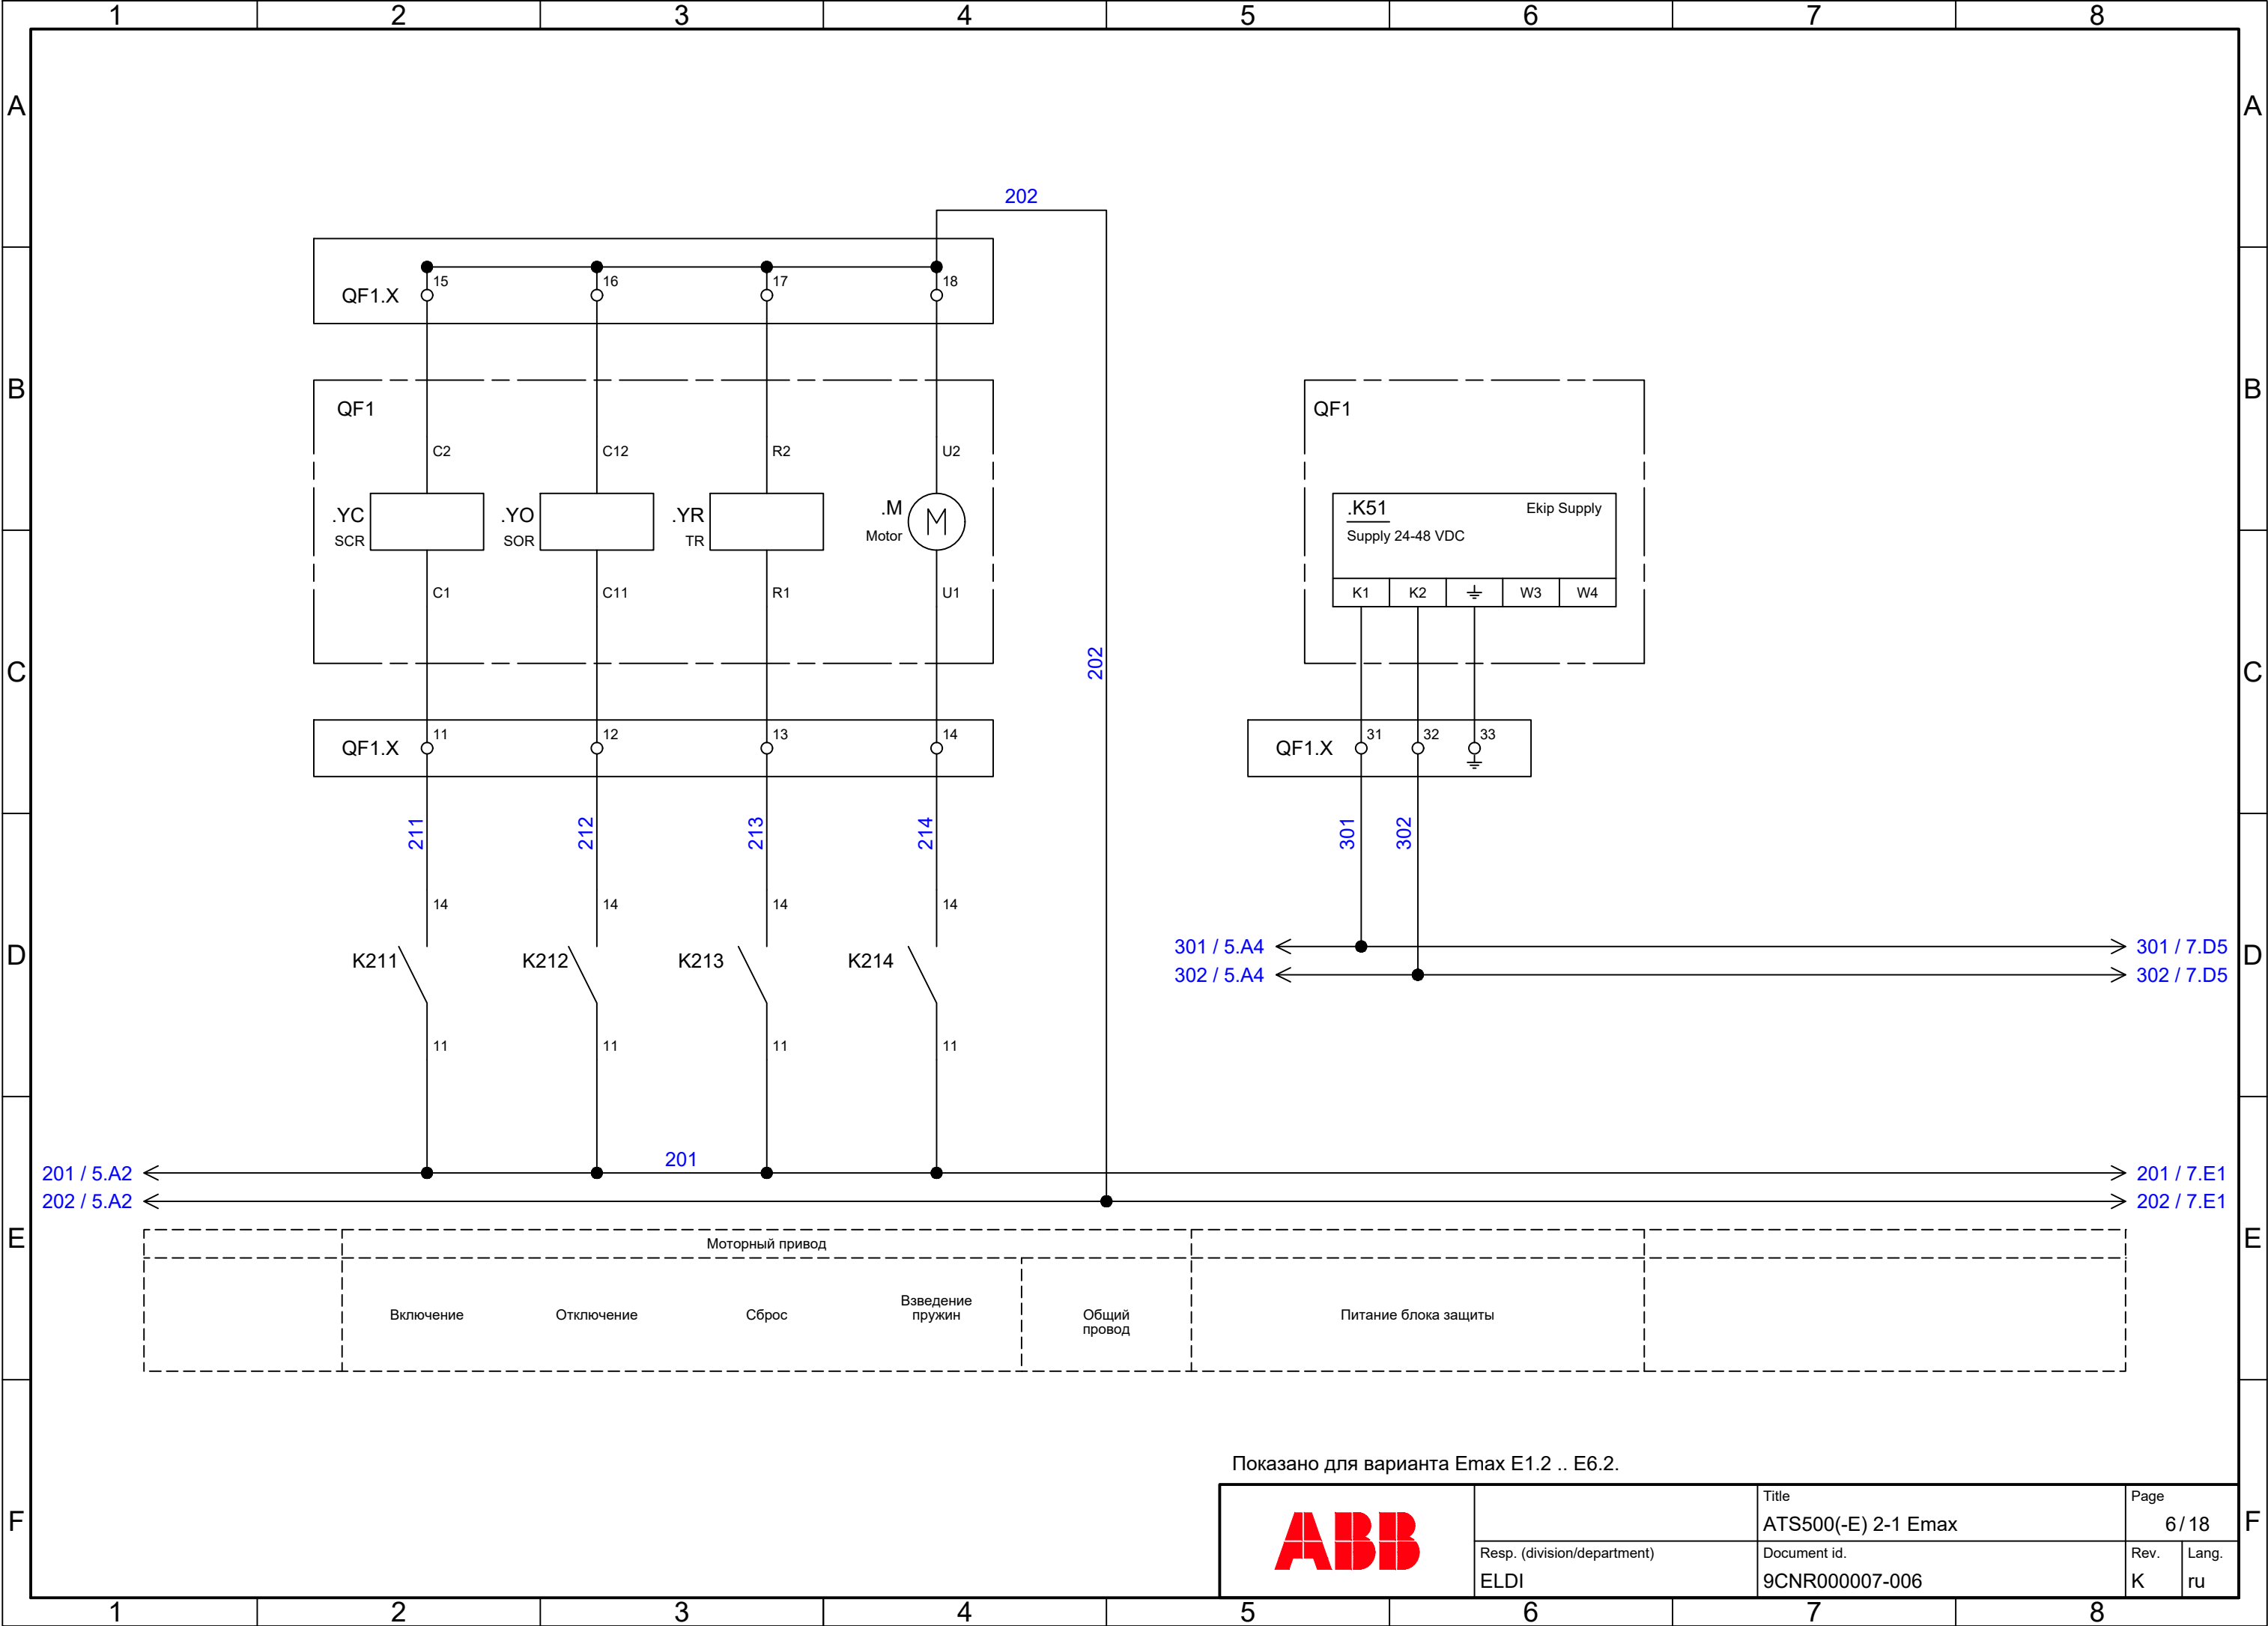 1 2 3 4 5 6 7 8
A A
202
15 16 17 18
QF1.X
B B
QF1 QF1
C2 C12 R2 U2
.YC .YO .YR .M M
SCR SOR TR Motor
.K51 Ekip Supply
Supply 24-48 VDC
C1 C11 R1 U1
K1 K2 W3 W4
202
C C
11 12 13 14
QF1.X
31 32 33
QF1.X
211 212 213 214
301 302
14 14 14 14
D D
K211 K212 K213 K214
301 / 5.A4 301 / 7.D5
302 / 5.A4 302 / 7.D5
11 11 11 11
201
201 / 5.A2 201 / 7.E1
202 / 5.A2 202 / 7.E1
E E
Моторный привод
Включение
Отключение
Сброс
Взведение
пружин
Общий
провод
Питание блока защиты
Показано для варианта Emax E1.2 .. E6.2.
F F
ABB
Title
ATS500(-E) 2-1 Emax
Page
6 / 18
Resp. (division/department)
ELDI
Document id.
9CNR000007-006
Rev.
K
Lang.
ru
1 2 3 4 5 6 7 8